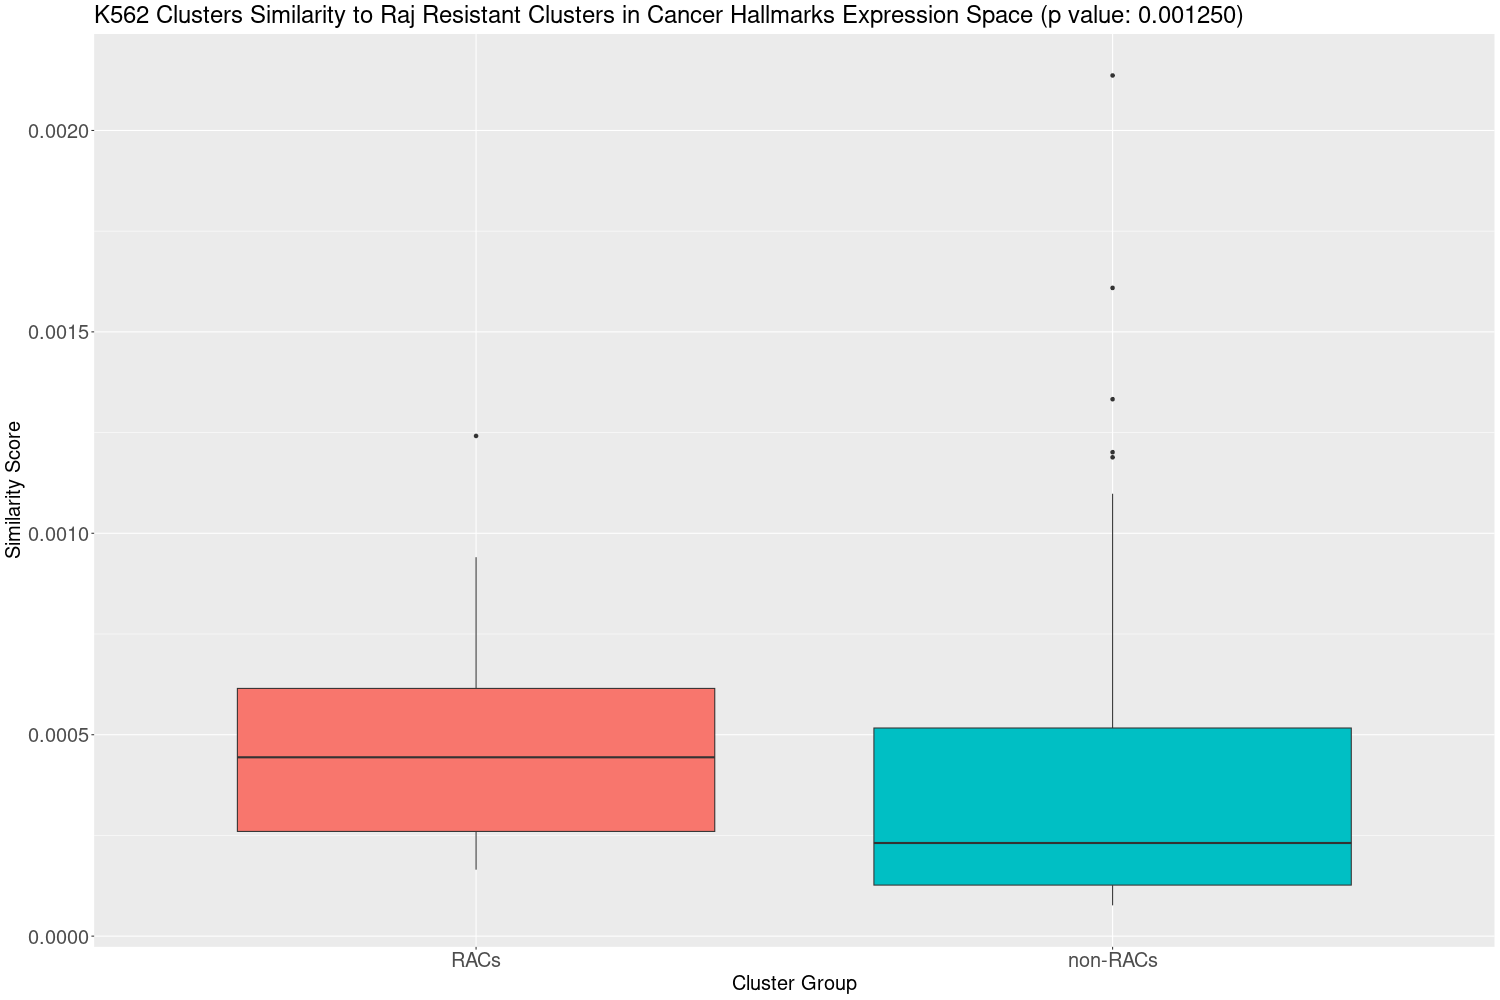 K562 Clusters Similarity to Raj Resistant Clusters in Cancer Hallmarks Expression Space (p value: 0.001250)
Similarity Score
0.0020
0.0015
0.0010
0.0005
0.0000
RACs
non-RACs
Cluster Group